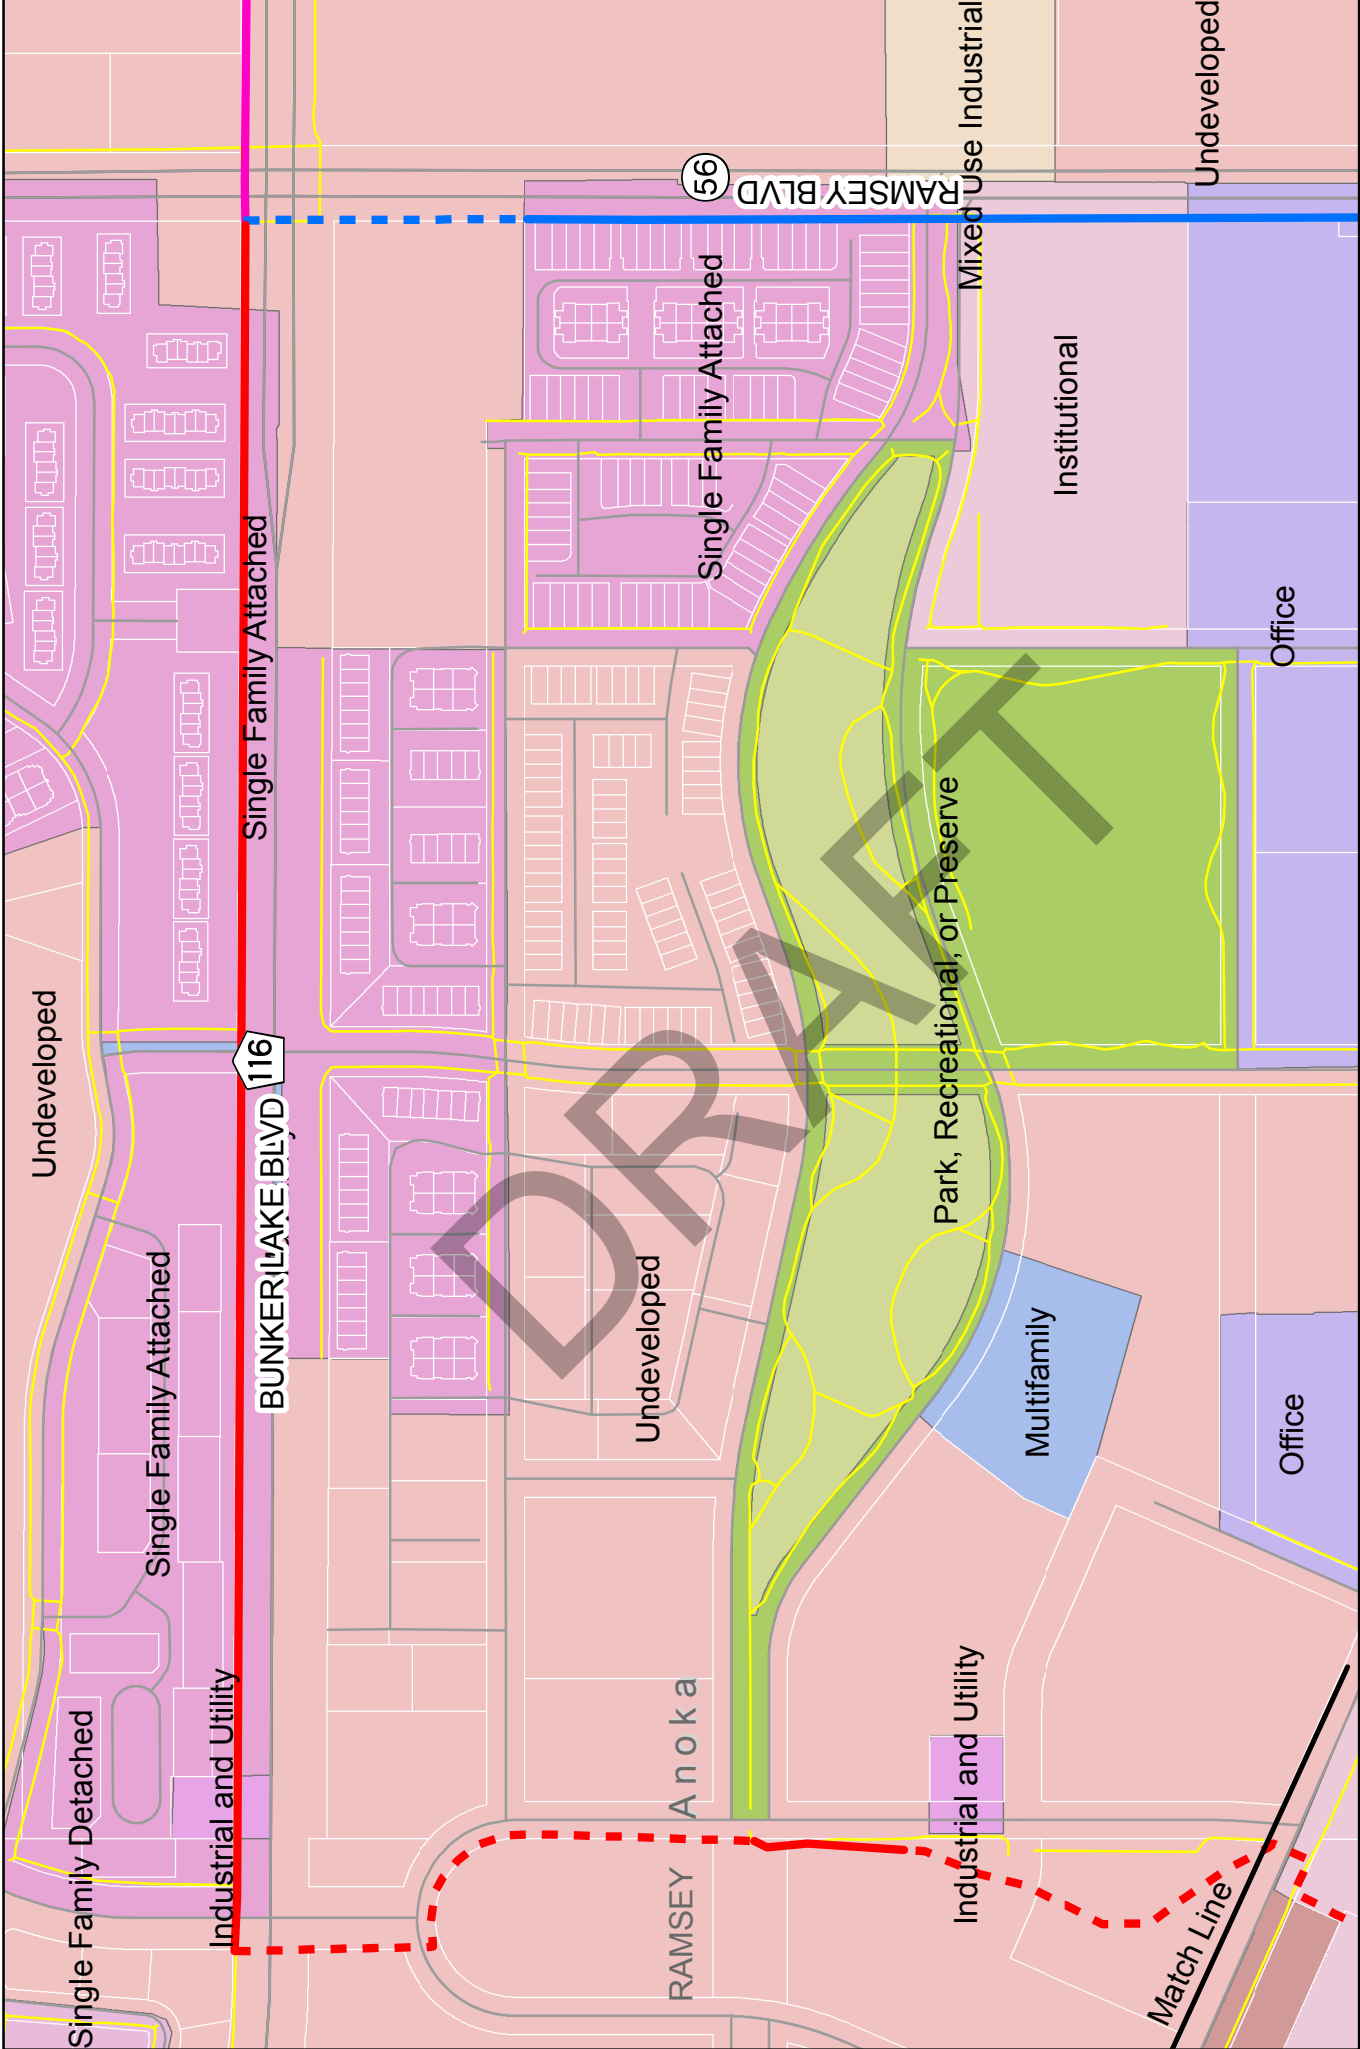 Single Family Detached
Industrial and Utility
Single Family Attached
Undeveloped
BUNKER LAKE BLVD
116
Single Family Attached
RAMSEY
Anoka
Undeveloped
Single Family Attached
56
RAMSEY BLVD
DRAFT
Park, Recreational, or Preserve
Industrial and Utility
Mixed Use Industrial
Multifamily
Institutional
Match Line
Office
Office
Undeveloped